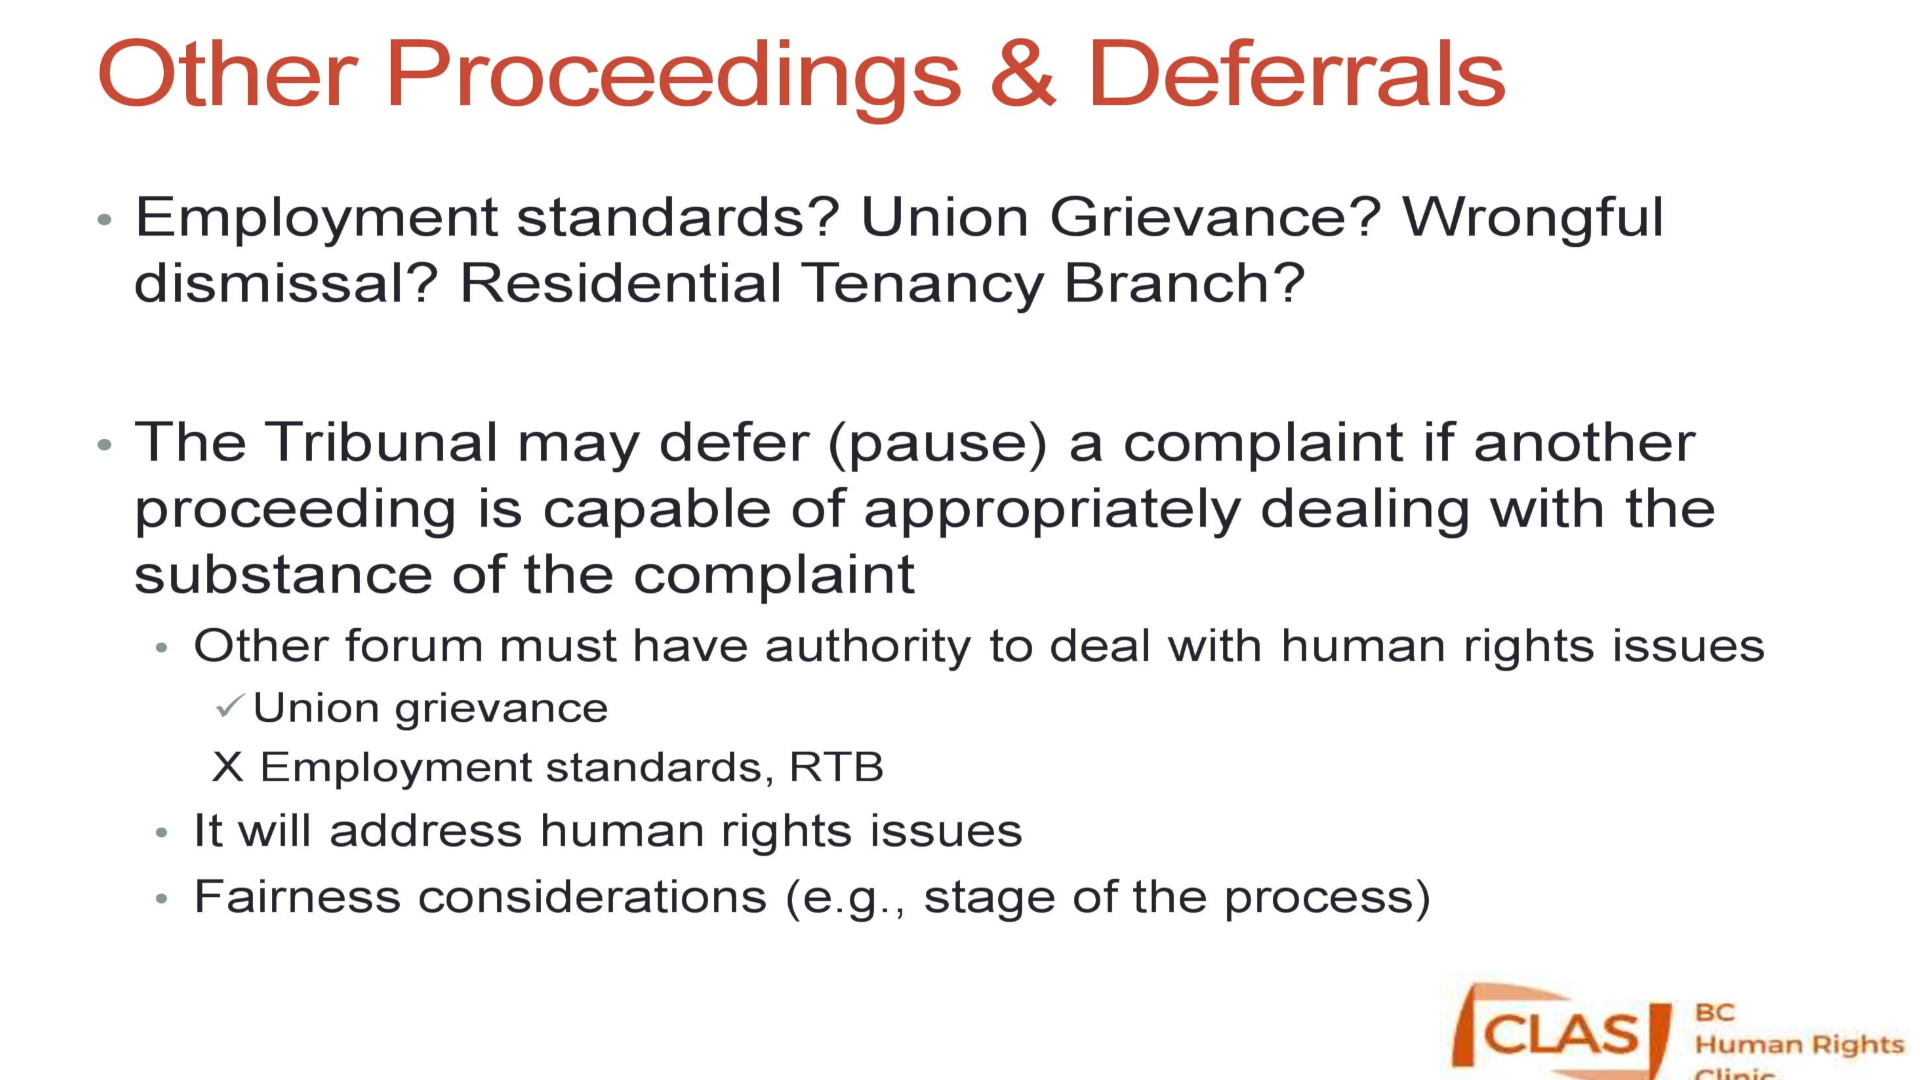 Other Proceedings & Deferrals
• Employment standards? Union Grievance? Wrongful
dismissal? Residential Tenancy Branch?
• The Tribunal may defer (pause) a complaint if another
proceeding is capable of appropriately dealing with the
substance of the complaint
• Other forum must have authority to deal with human rights issues
✓ Union grievance
X Employment standards, RTB
• It will address human rights issues
• Fairness considerations (e.g., stage of the process)
CLAS
BC
Human Rights
Clinic